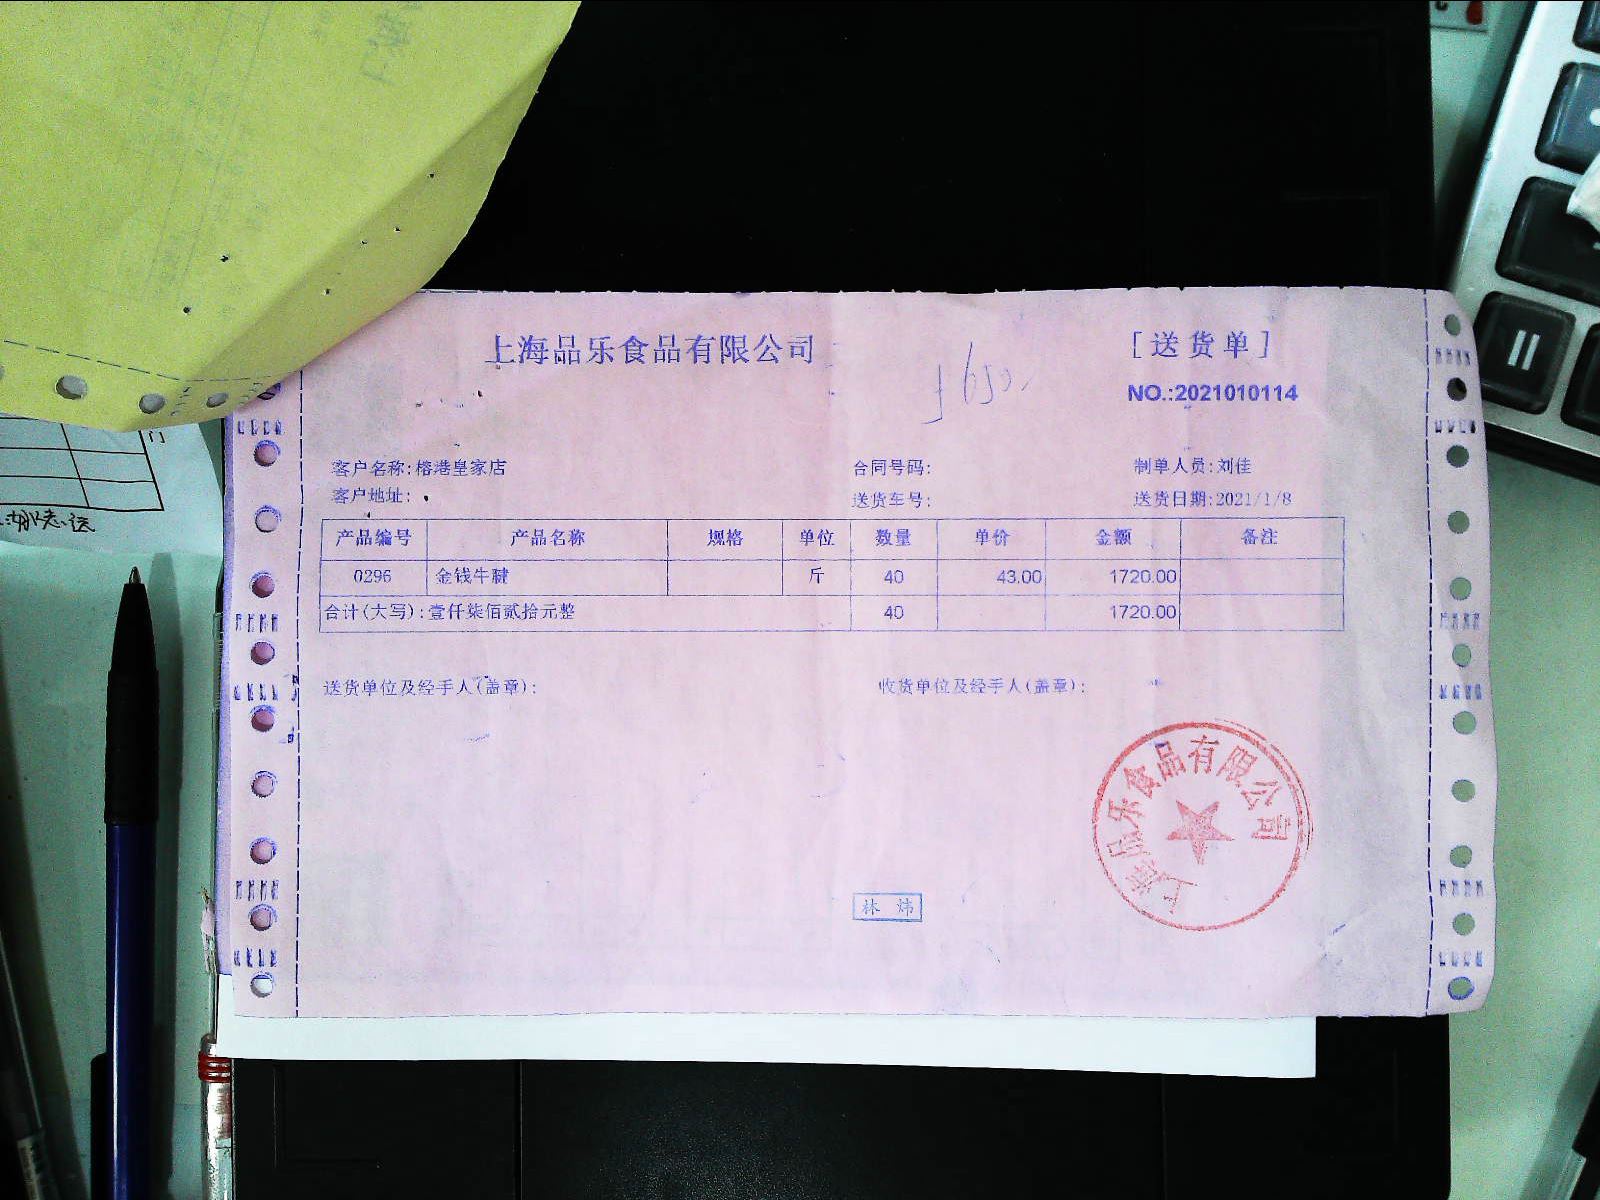 上海品乐食品有限公司
[送货单]
NO.:2021010114
客户名称:榕港皇家店
合同号码:
制单人员:刘佳
客户地址:
送货车号:
送货日期:2021/1/8
产品编号 产品名称 规格 单位 数量 单价 金额 备注
0296 金钱牛腱 斤 40 43.00 1720.00
合计(大写):壹仟柒佰贰拾元整 40 1720.00
送货单位及经手人(盖章):
收货单位及经手人(盖章):
上海品乐食品有限公司
林炜